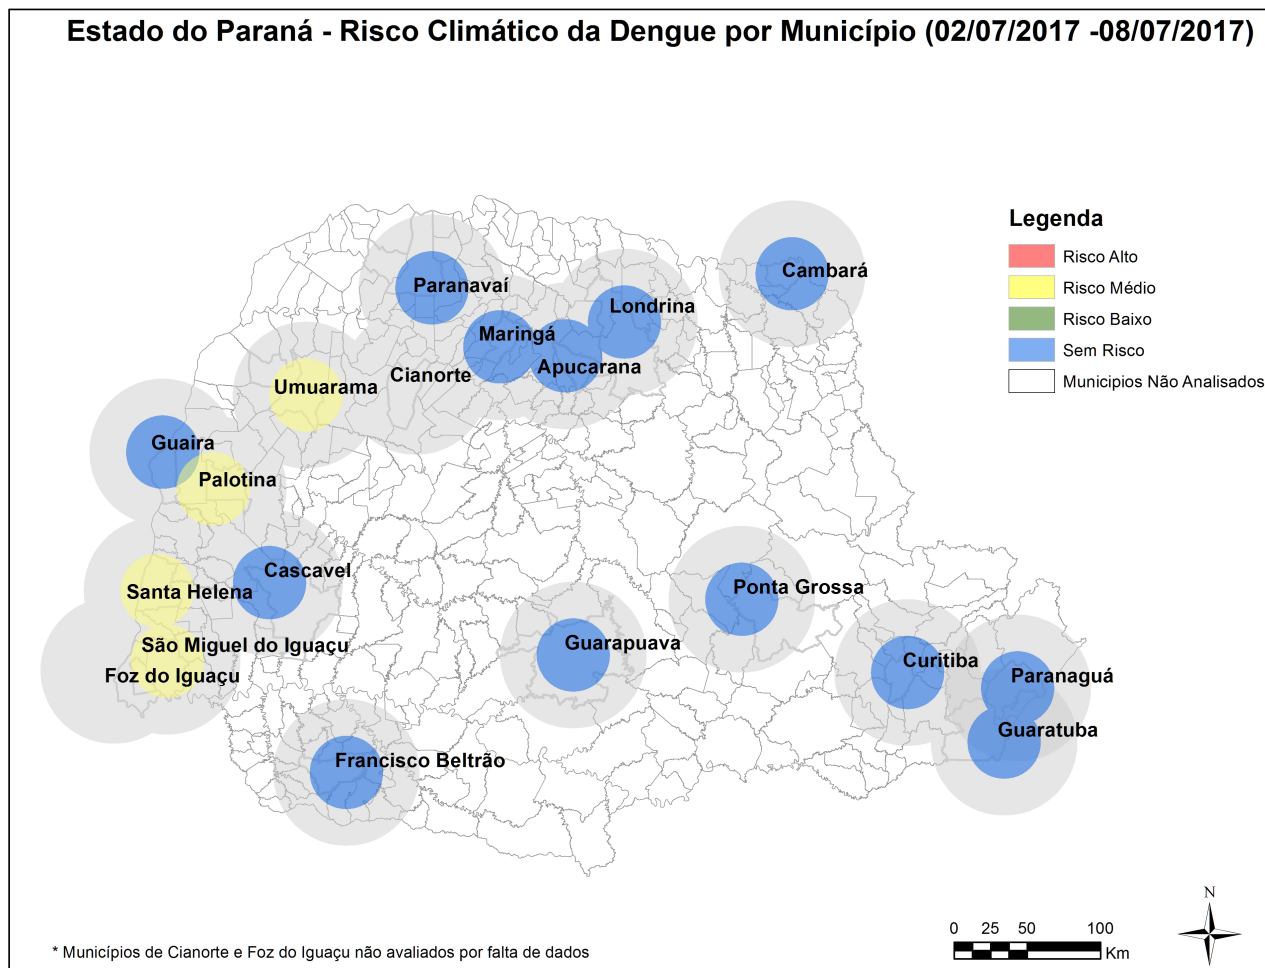 Estado do Paraná - Risco Climático da Dengue por Município (02/07/2017 -08/07/2017)
Legenda
Risco Alto
Risco Médio
Risco Baixo
Sem Risco
Municipios Não Analisados
Cambará
Paranavaí
Londrina
Maringá
Apucarana
Cianorte
Umuarama
Guaira
Palotina
Cascavel
Santa Helena
Ponta Grossa
São Miguel do Iguaçu
Guarapuava
Foz do Iguaçu
Curitiba
Paranaguá
Guaratuba
Francisco Beltrão
N
0 25 50 100
Km
* Municípios de Cianorte e Foz do Iguaçu não avaliados por falta de dados